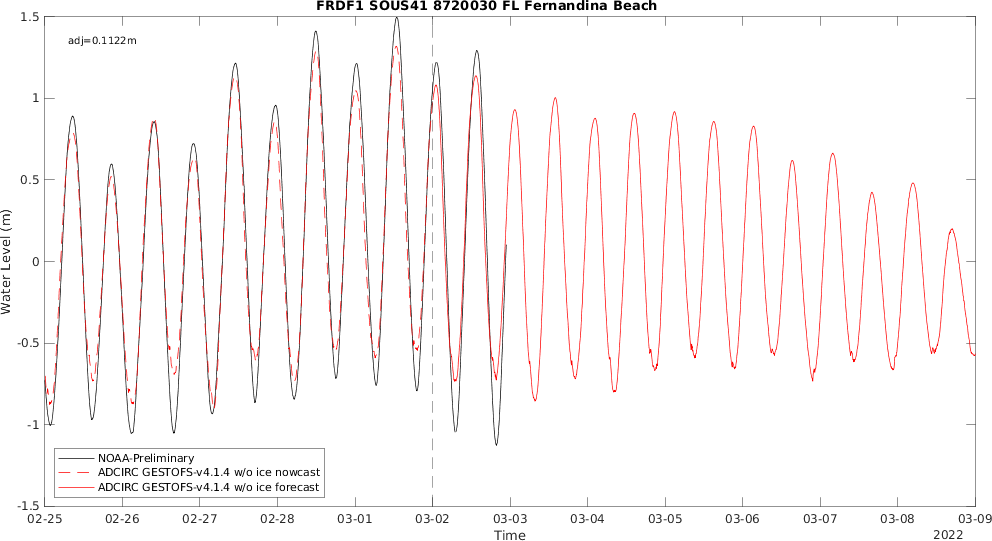 FRDF1 SOUS41 8720030 FL Fernandina Beach
adj=0.1122m
1.5
1
0.5
0
-0.5
-1
-1.5
Water Level (m)
NOAA-Preliminary
ADCIRC GESTOFS-v4.1.4 w/o ice nowcast
ADCIRC GESTOFS-v4.1.4 w/o ice forecast
02-25 02-26 02-27 02-28 03-01 03-02 03-03 03-04 03-05 03-06 03-07 03-08 03-09
Time
2022